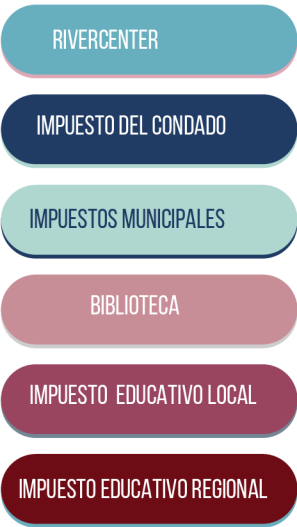 RIVERCENTER
IMPUESTO DEL CONDADO
IMPUESTOS MUNICIPALES
BIBLIOTECA
IMPUESTO EDUCATIVO LOCAL
IMPUESTO EDUCATIVO REGIONAL